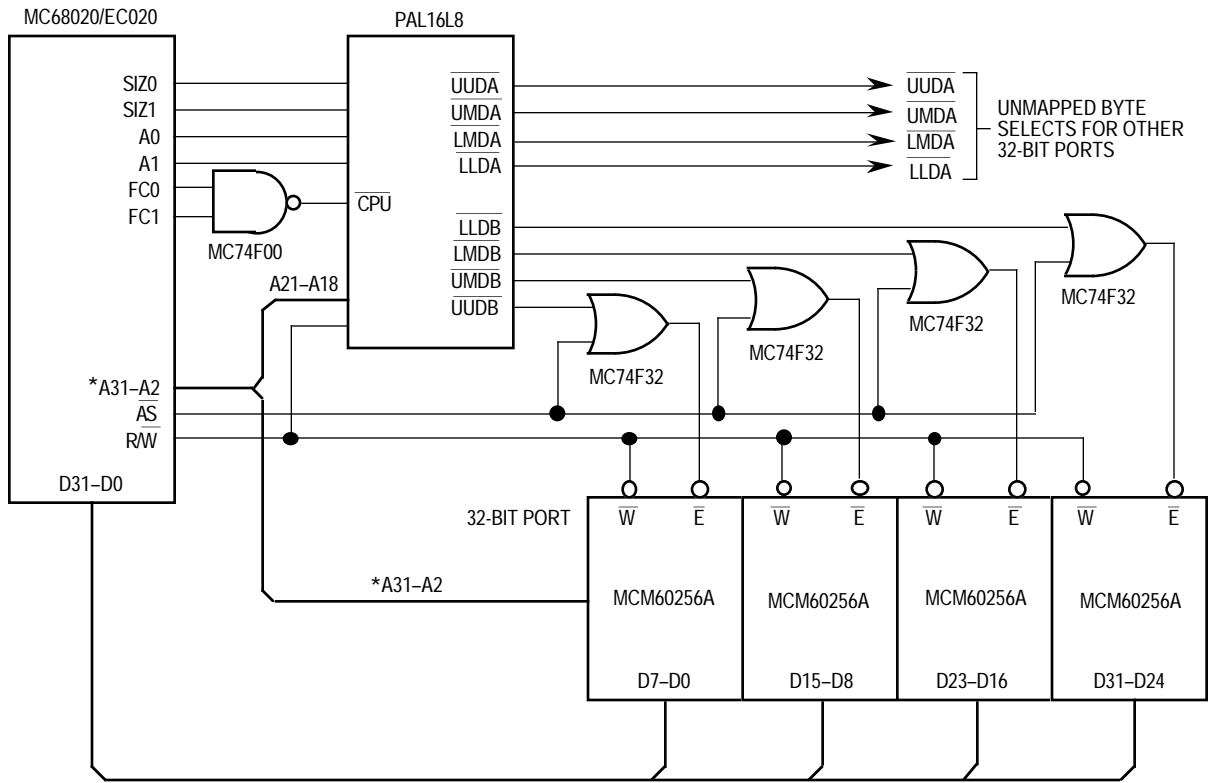 MC68020/EC020
PAL16L8
SIZ0
SIZ1
A0
A1
FC0
FC1
MC74F00
CPU
UUDA
UMDA
LMDA
LLDA
UUDA
UMDA
LMDA
LLDA
UNMAPPED BYTE
SELECTS FOR OTHER
32-BIT PORTS
LLDB
LMDB
UMDB
UUDB
A21–A18
MC74F32
MC74F32
MC74F32
MC74F32
*A31–A2
AS
R/W
D31–D0
32-BIT PORT
W E W E W E W E
*A31–A2
MCM60256A MCM60256A MCM60256A MCM60256A
D7–D0 D15–D8 D23–D16 D31–D24